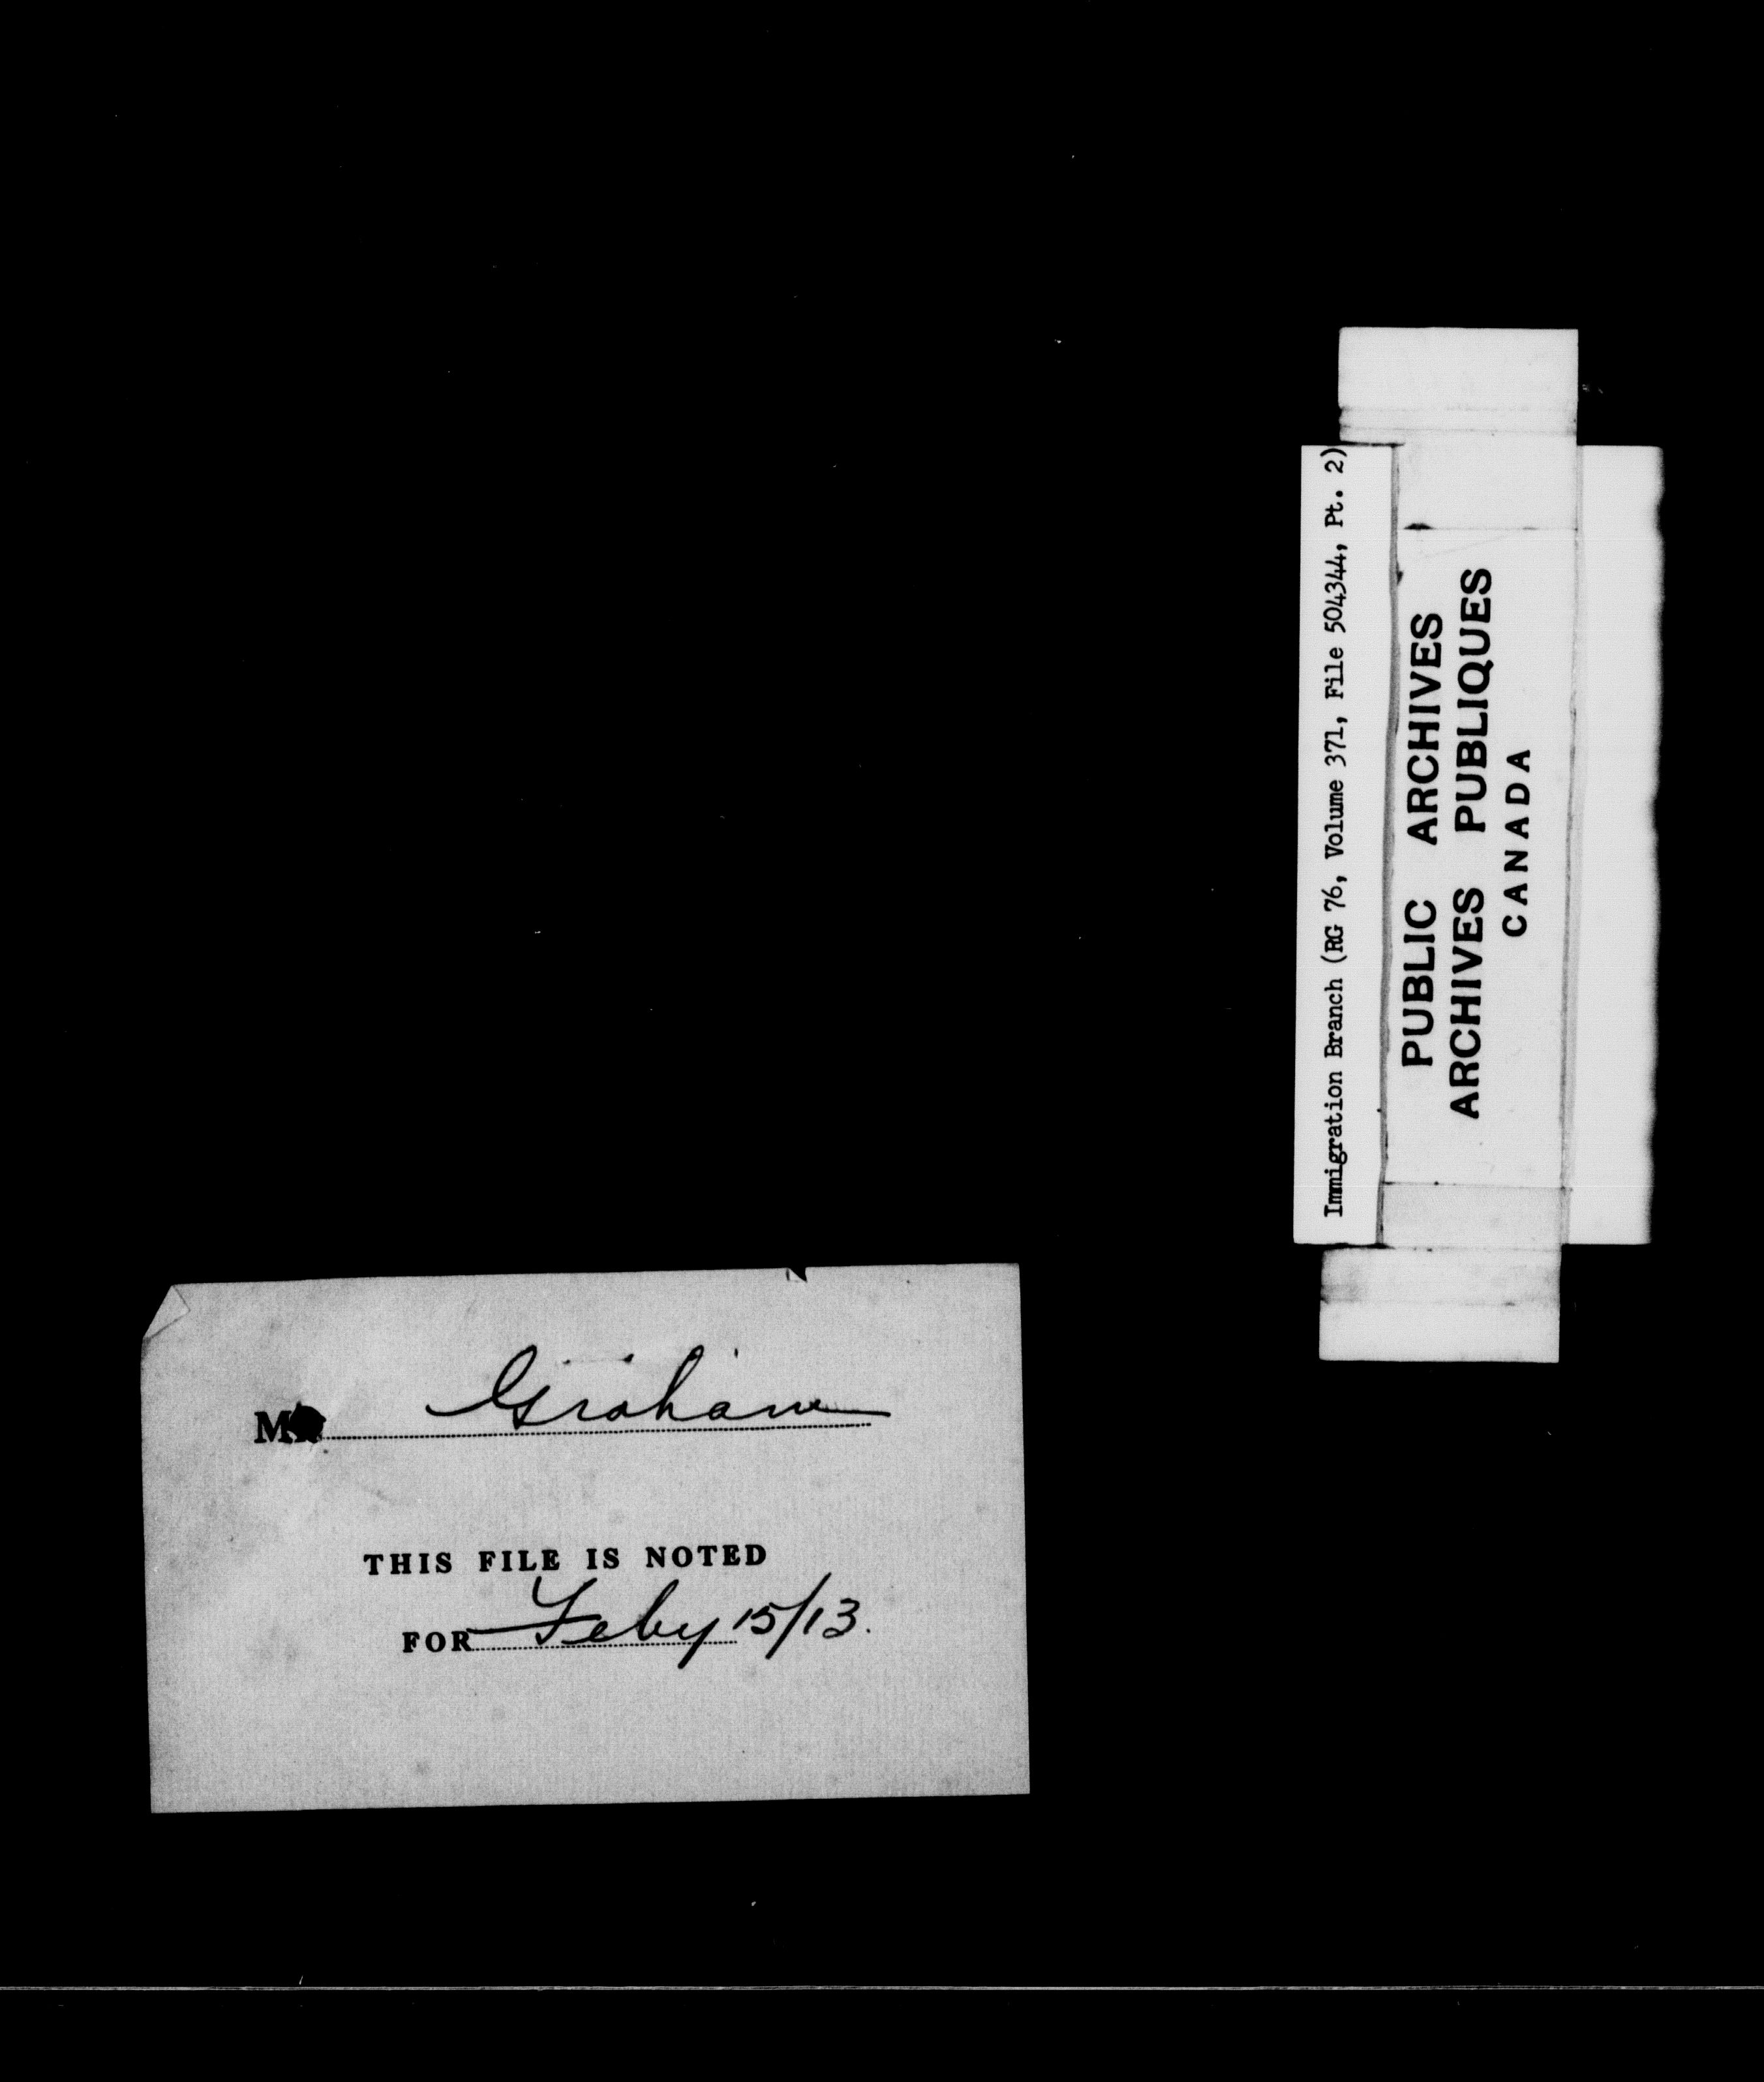 Immigration Branch (RG 76, Volume 371, File 504344, Pt. 2)
PUBLIC ARCHIVES
ARCHIVES PUBLIQUES
CANADA
MR Graham
THIS FILE IS NOTED
FOR Feby 15/13.